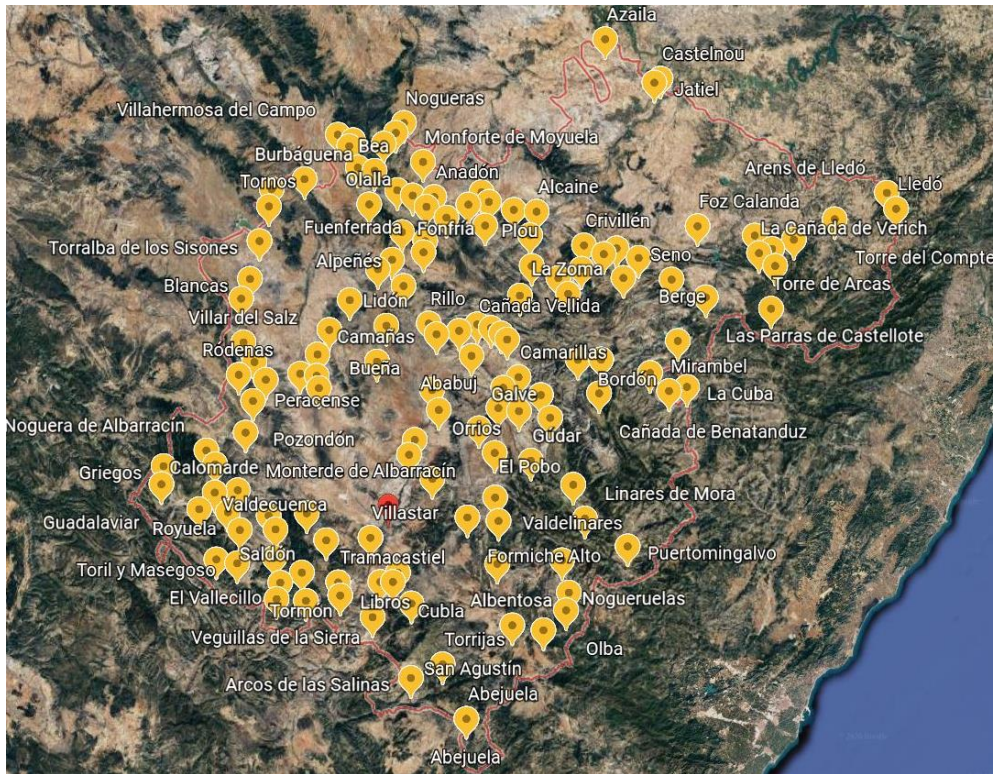 Azaila
Castelnou
Jatiel
Nogueras
Villahermosa del Campo
Monforte de Moyuela
Bea
Burbáguena
Anadón
Arens de Lledó
Olalla
Tornos
Alcaine
Lledó
Foz Calanda
Fuenferrada
Fonfría
Plou
Crivillén
La Cañada de Verich
Torralba de los Sisones
Seno
Torre del Compte
Alpeñés
La Zoma
Blancas
Torre de Arcas
Berge
Lidón
Rillo
Cañada Vellida
Villar del Salz
Las Parras de Castellote
Camañas
Ródenas
Camarillas
Mirambel
Bueña
Bordón
Ababuj
Galve
La Cuba
Peracense
Noguera de Albarracín
Orrios
Gúdar
Cañada de Benatanduz
Pozondón
Griegos
Calomarde
Monterde de Albarracín
El Pobo
Linares de Mora
Valdecuenca
Villastar
Guadalaviar
Royuela
Valdelinares
Saldón
Tramacastiel
Formiche Alto
Puertomingalvo
Toril y Masegoso
El Vallecillo
Tormón
Libros
Cubla
Albentosa
Nogueruelas
Veguillas de la Sierra
Torrijas
Olba
San Agustín
Arcos de las Salinas
Abejuela
Abejuela